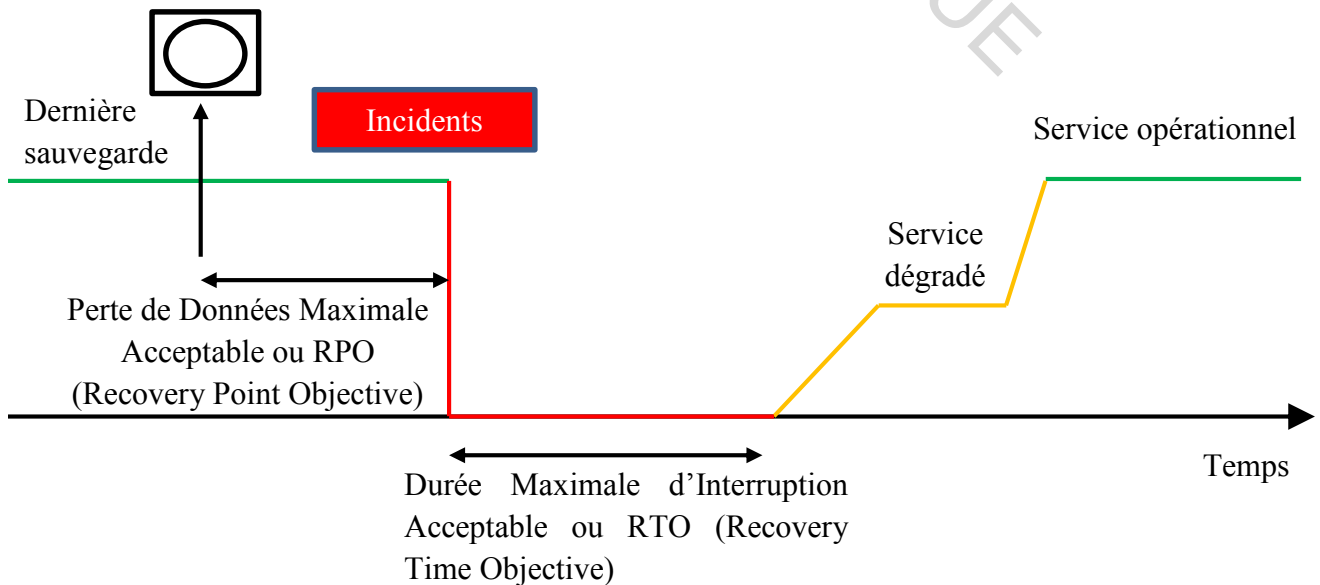 UE
Dernière
sauvegarde
Incidents
Service opérationnel
Service
dégradé
Perte de Données Maximale
Acceptable ou RPO
(Recovery Point Objective)
Temps
Durée Maximale d’Interruption
Acceptable ou RTO (Recovery
Time Objective)